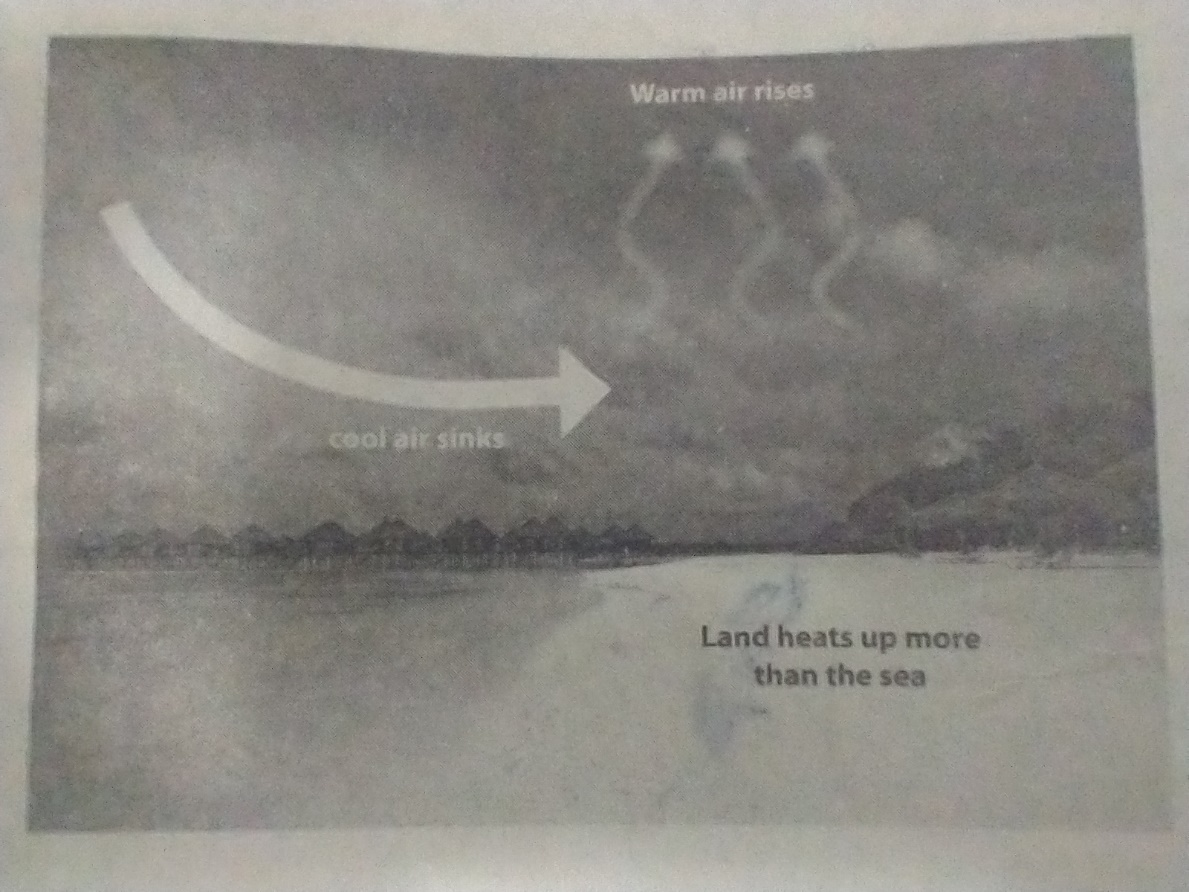 Warm air rises
cool air sinks
Land heats up more
than the sea